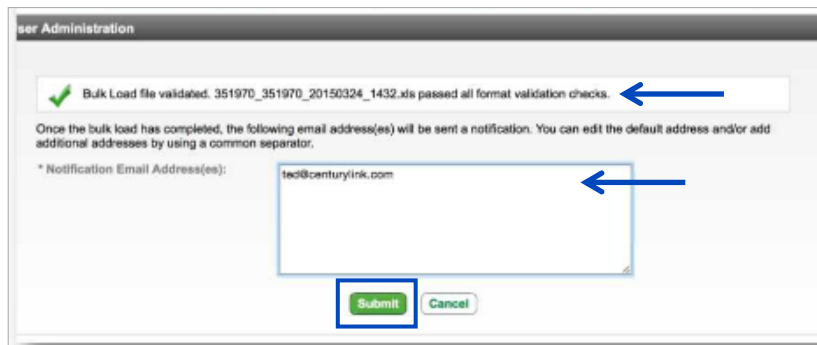 ser Administration
Bulk Load file validated. 351970_351970_20150324_1432.xls passed all format validation checks.
Once the bulk load has completed, the following email address(es) will be sent a notification. You can edit the default address and/or add
additional addresses by using a common separator.
* Notification Email Address(es):
ted@centurylink.com
Submit
Cancel